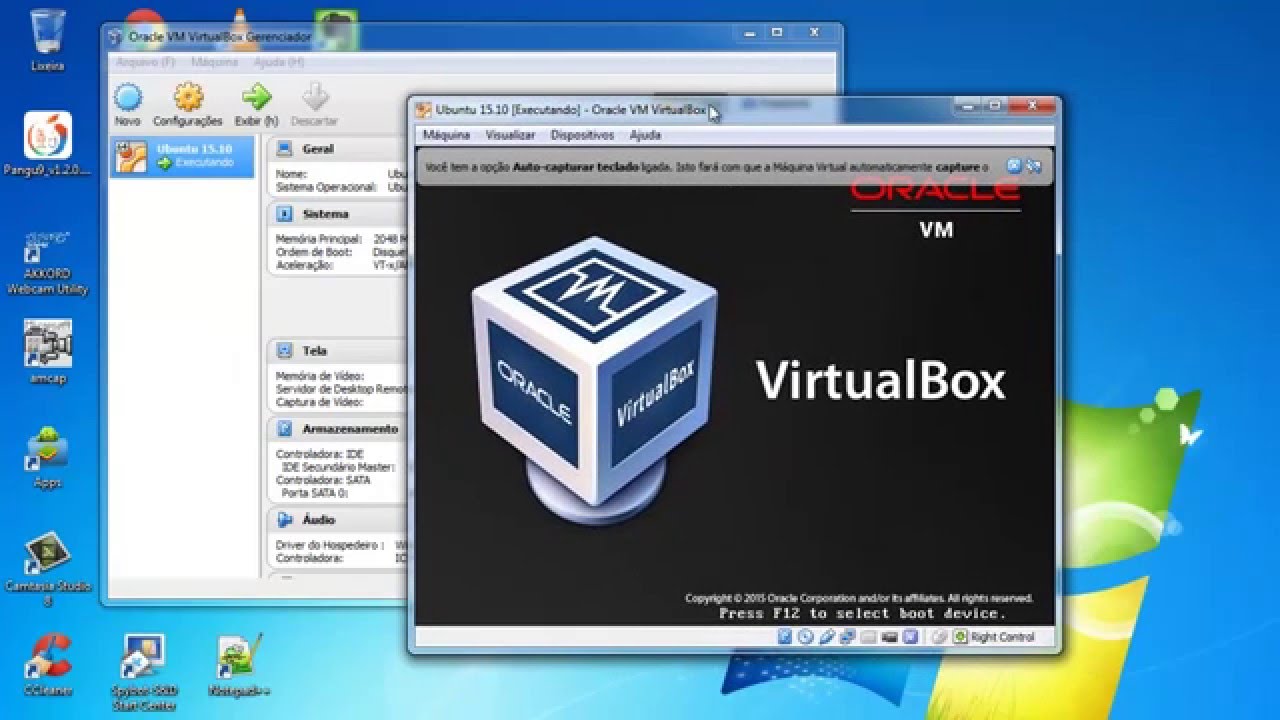 Lixeira
Pangu9_v1.2.0....
AKKORD
Webcam Utility
amcap
Apps
Camtasia Studio
8
CCleaner
Spybot-S&D
Start Center
Notepad++
Oracle VM VirtualBox Gerenciador
Arquivo (F) Máquina Ajuda (H)
Novo Configurações Exibir (h) Descartar
Ubuntu 15.10
Executando
Geral
Nome: Ubu
Sistema Operacional: Ubu
Sistema
Memória Principal: 2048 M
Ordem de Boot: Disque
Aceleração: VT-x/AM
Tela
Memória de Vídeo:
Servidor de Desktop Remot
Captura de Vídeo:
Armazenamento
Controladora: IDE
IDE Secundário Master:
Controladora: SATA
Porta SATA 0:
Áudio
Driver do Hospedeiro :
Controladora: IC
Ubuntu 15.10 [Executando] - Oracle VM VirtualBox
Máquina Visualizar Dispositivos Ajuda
Você tem a opção Auto-capturar teclado ligada. Isto fará com que a Máquina Virtual automaticamente capture o
ORACLE
VM
VM
ORACLE
VirtualBox
VirtualBox
Copyright © 2015 Oracle Corporation and/or its affiliates. All rights reserved.
Press F12 to select boot device.
Right Control